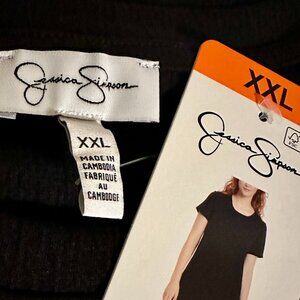 Jessica Simpson
XXL
MADE IN
CAMBODIA
FABRIQUÉ
AU
CAMBODGE
XXL
Jessica Simpson